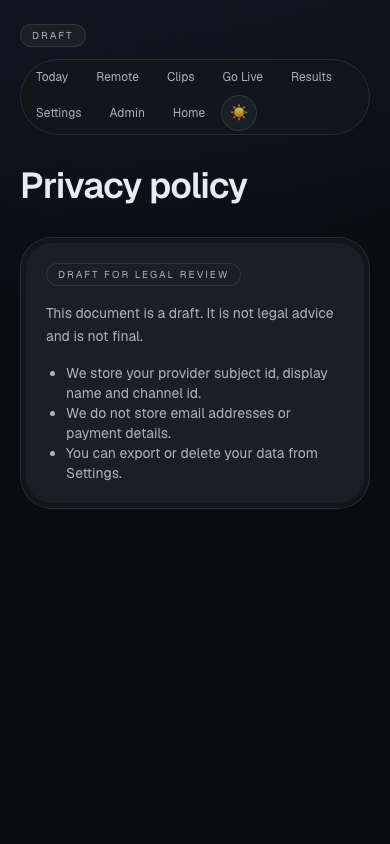 DRAFT
Today Remote Clips Go Live Results
Settings Admin Home
Privacy policy
DRAFT FOR LEGAL REVIEW
This document is a draft. It is not legal advice
and is not final.
We store your provider subject id, display
name and channel id.
We do not store email addresses or
payment details.
You can export or delete your data from
Settings.